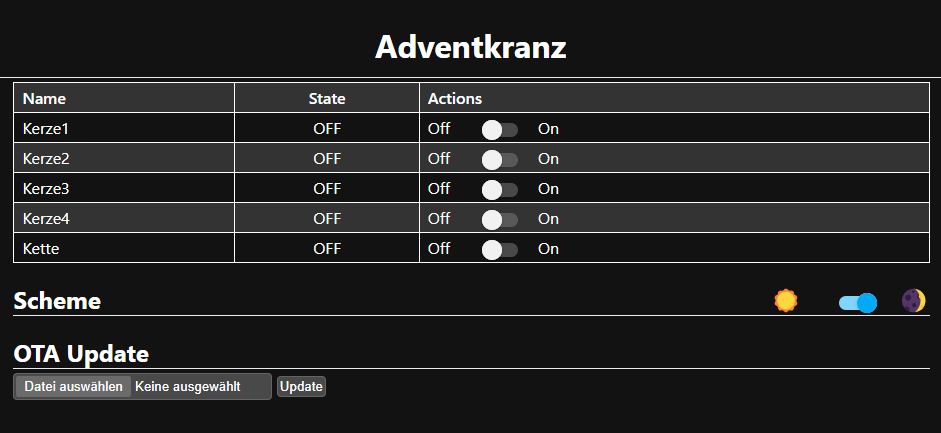 Adventkranz
Name State Actions
Kerze1 OFF Off On
Kerze2 OFF Off On
Kerze3 OFF Off On
Kerze4 OFF Off On
Kette OFF Off On
Scheme
OTA Update
Datei auswählen Keine ausgewählt Update